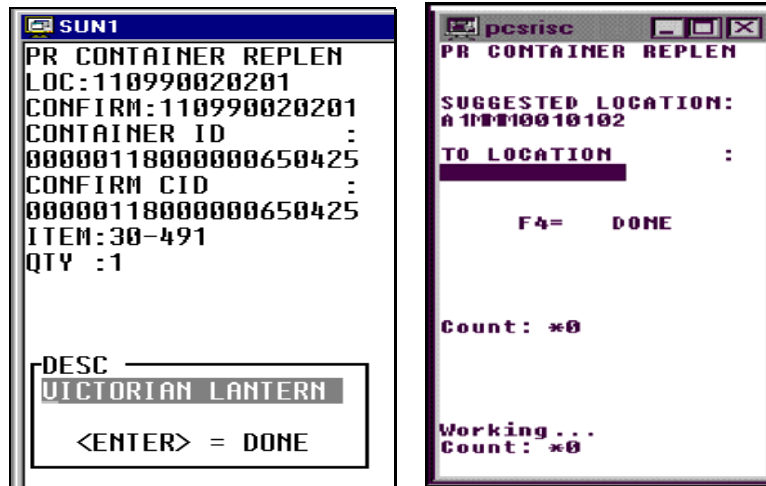 SUN1
PR CONTAINER REPLEN
LOC:110990020201
CONFIRM:110990020201
CONTAINER ID :
00000118000000650425
CONFIRM CID :
00000118000000650425
ITEM:30-491
QTY :1
DESC
VICTORIAN LANTERN
<ENTER> = DONE
pcsrisc
PR CONTAINER REPLEN
SUGGESTED LOCATION:
A1MMM10010102
TO LOCATION :
F4= DONE
Count: *0
Working...
Count: *0